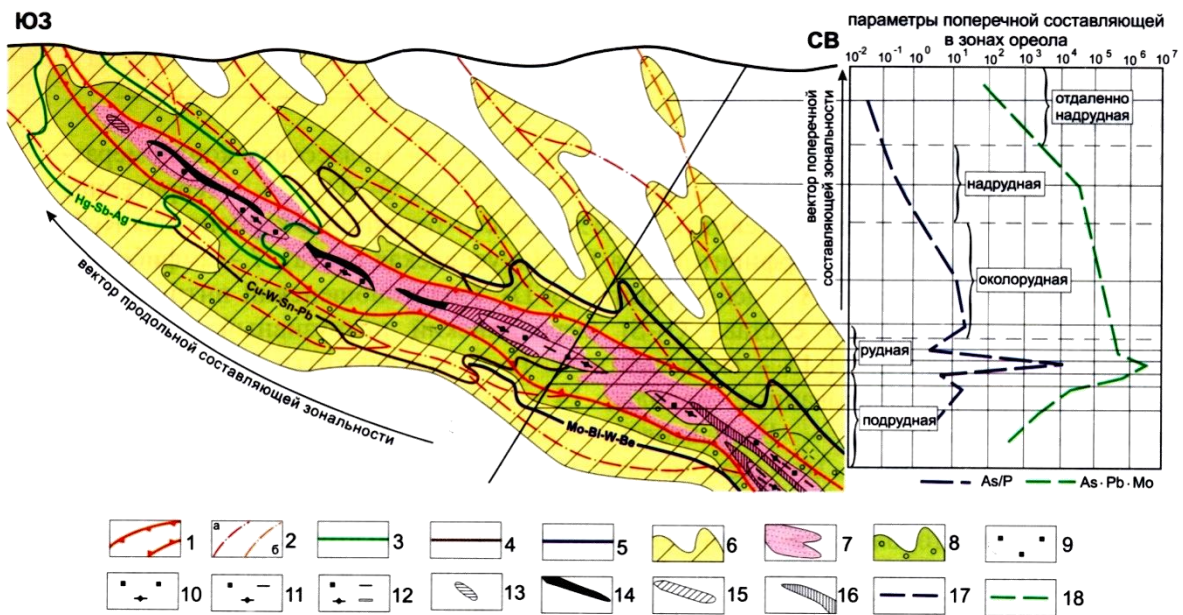 ЮЗ
СВ
параметры поперечной составляющей
в зонах ореола
10-2 10-1 100 101 102 103 104 105 106 107
вектор поперечной
составляющей зональности
отдаленно
надрудная
надрудная
околорудная
рудная
подрудная
Hg-Sb-Ag
Cu-W-Sn-Pb
Mo-Bi-W-Be
вектор продольной составляющей зональности
As/P
As·Pb·Mo
1
а
б
2
3
4
5
6
7
8
9
10
11
12
13
14
15
16
17
18